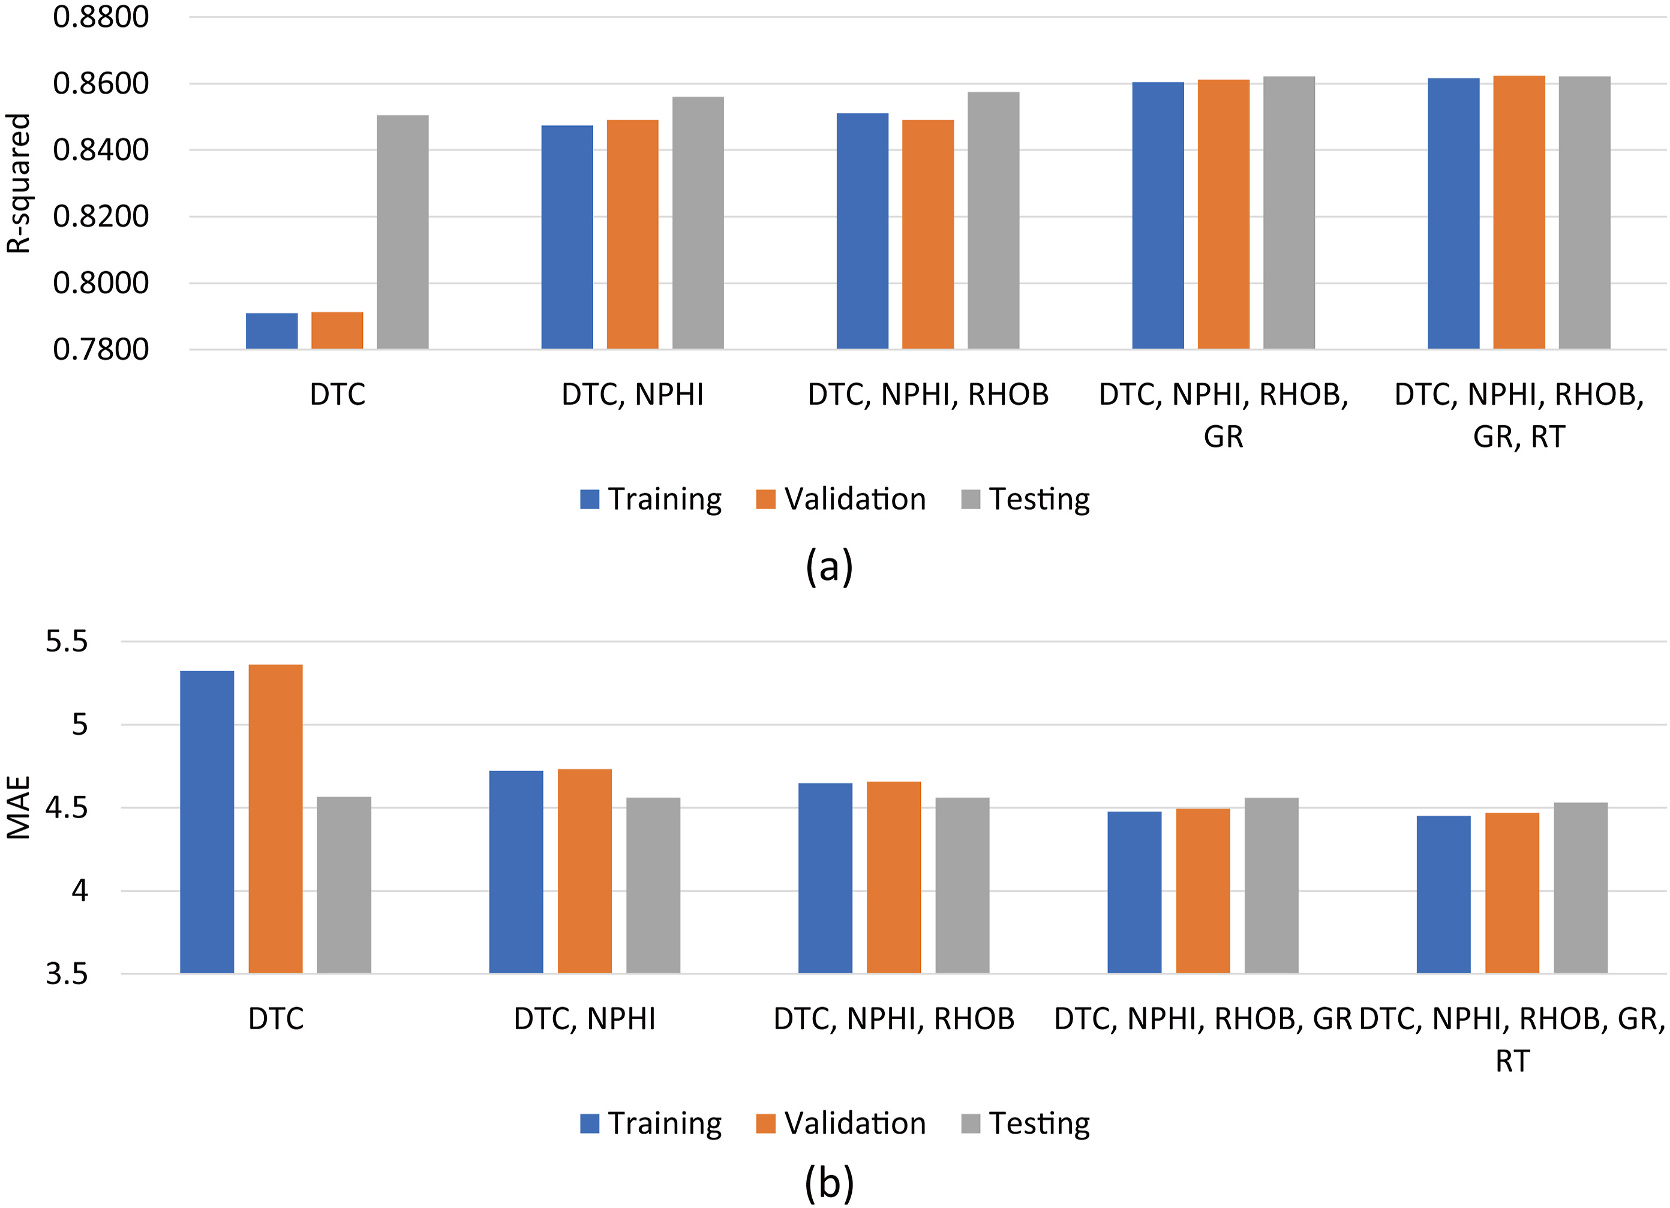 0.8800
0.8600
0.8400
0.8200
0.8000
0.7800
R-squared
DTC
DTC, NPHI
DTC, NPHI, RHOB
DTC, NPHI, RHOB,
GR
DTC, NPHI, RHOB,
GR, RT
Training
Validation
Testing
(a)
5.5
5
4.5
4
3.5
MAE
DTC
DTC, NPHI
DTC, NPHI, RHOB
DTC, NPHI, RHOB, GR
DTC, NPHI, RHOB, GR,
RT
Training
Validation
Testing
(b)